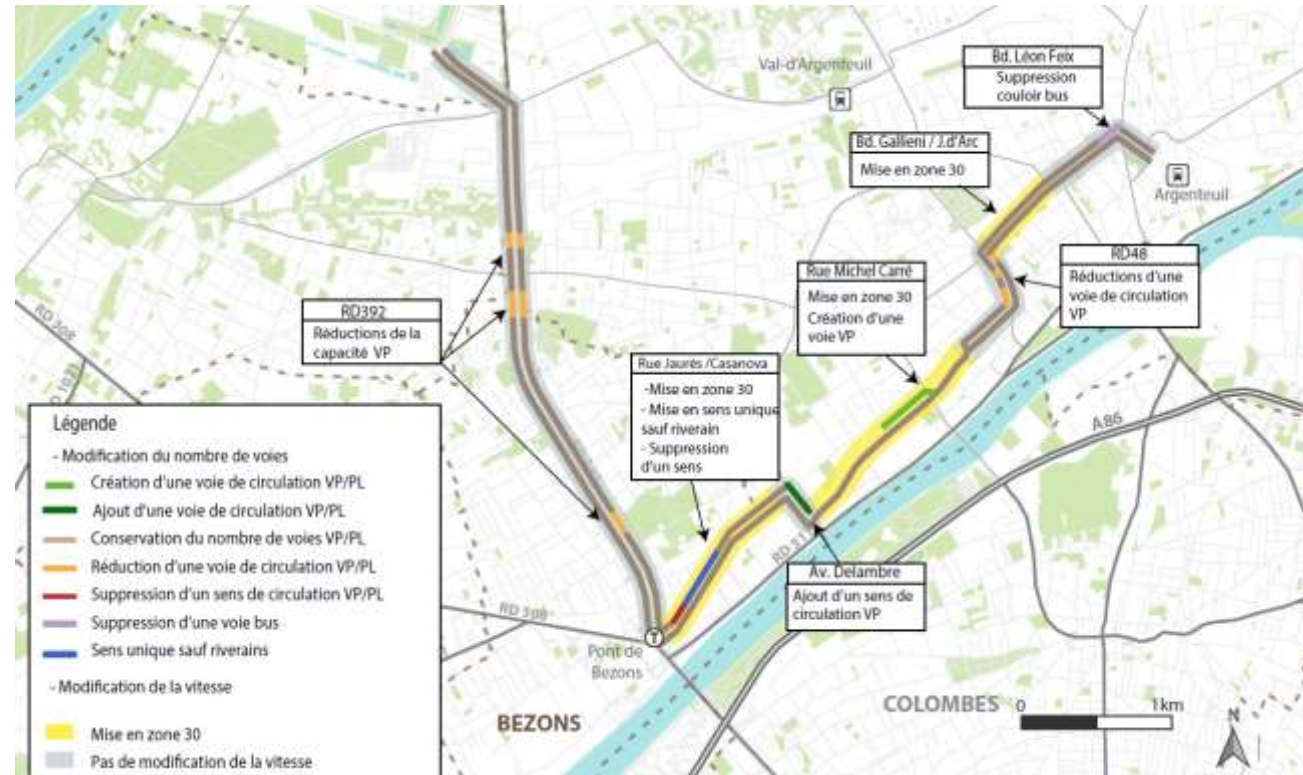 Val-d'Argenteuil
Bd. Léon Feix
Suppression
couloir bus
Bd. Gallieni / J.d'Arc
Mise en zone 30
Argenteuil
RD48
Réductions d'une
voie de circulation
VP
Rue Michel Carré
Mise en zone 30
Création d'une
voie VP
RD392
Réductions de la
capacité VP
RD 308
Rue Jaurés /Casanova
-Mise en zone 30
- Mise en sens unique
sauf riverain
- Suppression
d'un sens
A86
RD 311
Av. Delambre
Ajout d'un sens de
circulation VP
RD 308
T
Pont de
Bezons
BEZONS
COLOMBES
0 1km
N
Légende
- Modification du nombre de voies
Création d'une voie de circulation VP/PL
Ajout d'une voie de circulation VP/PL
Conservation du nombre de voies VP/PL
Réduction d'une voie de circulation VP/PL
Suppression d'un sens de circulation VP/PL
Suppression d'une voie bus
Sens unique sauf riverains
- Modification de la vitesse
Mise en zone 30
Pas de modification de la vitesse